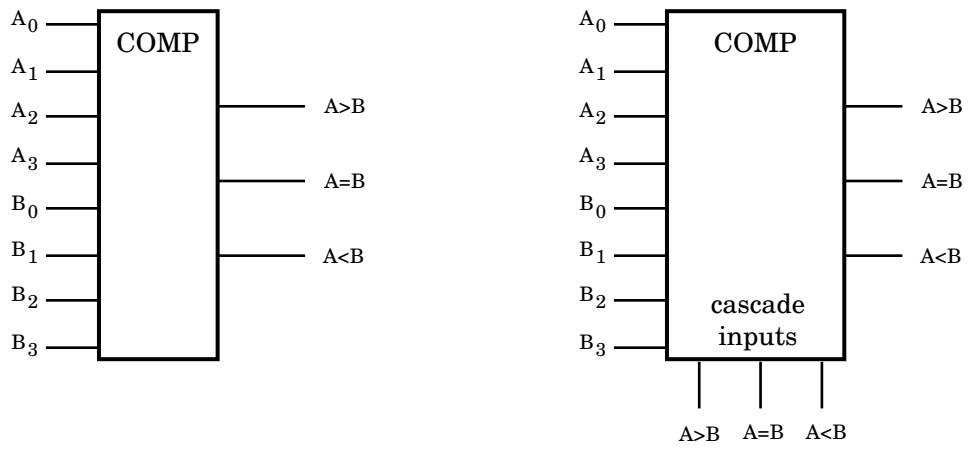 COMP
A0
A1
A2
A3
B0
B1
B2
B3
A>B
A=B
A<B
COMP
A0
A1
A2
A3
B0
B1
B2
B3
A>B
A=B
A<B
cascade
inputs
A>B A=B A<B